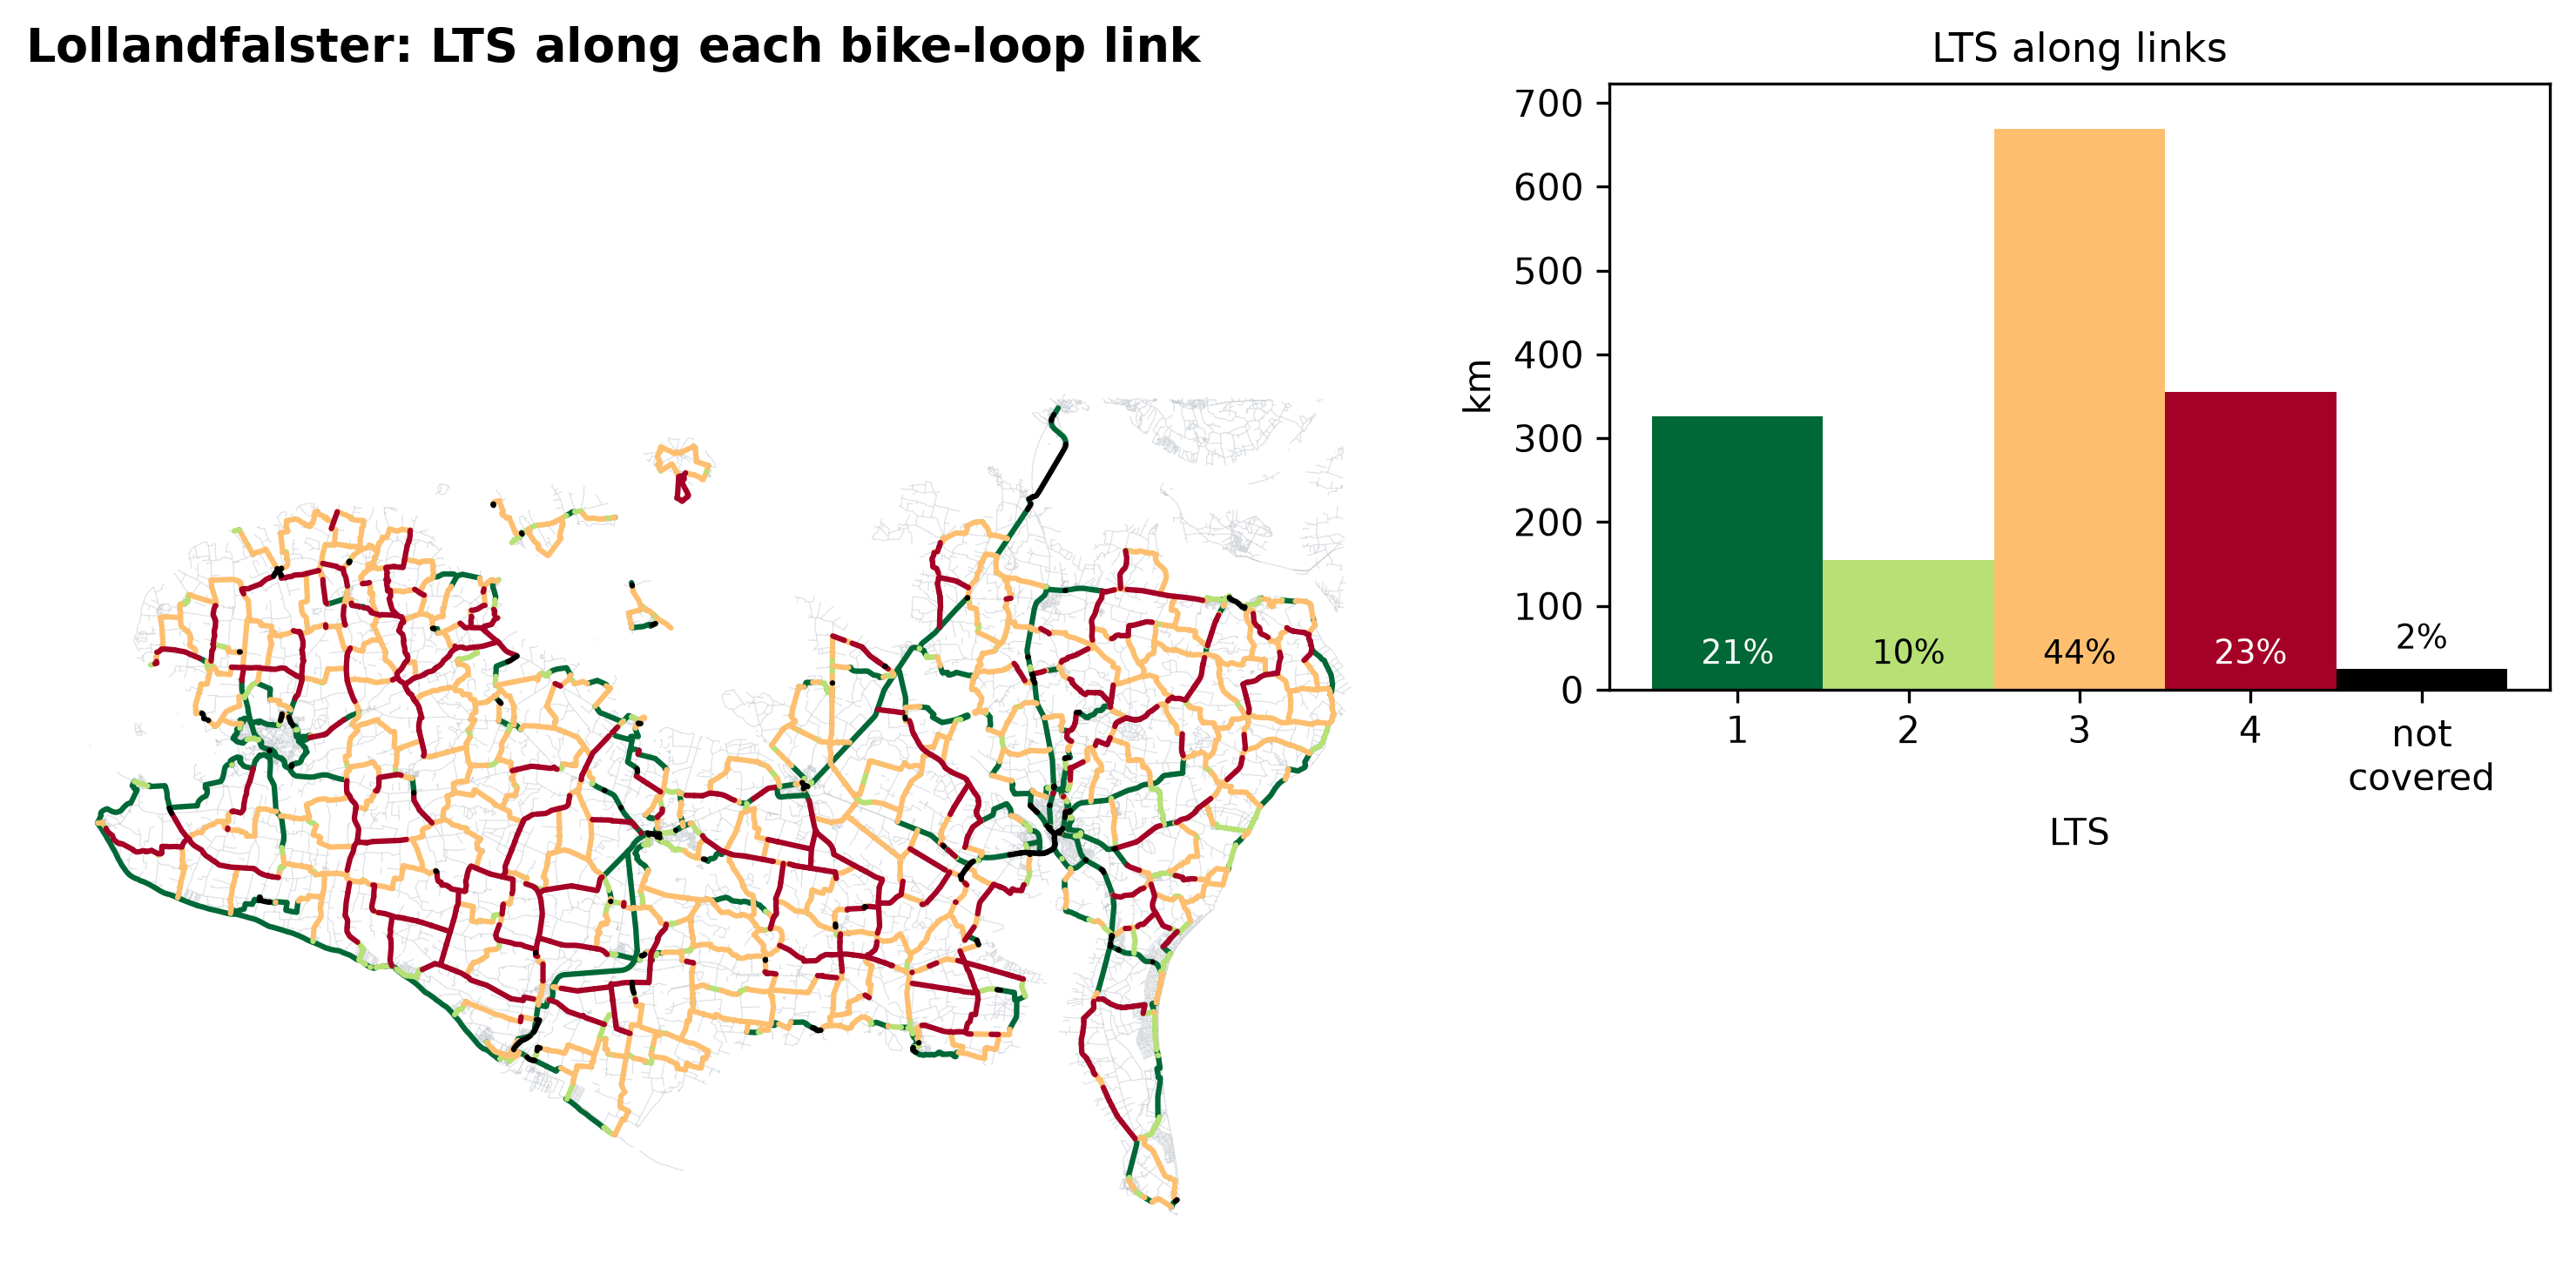 Lollandfalster: LTS along each bike-loop link
LTS along links
700
600
500
400
300
200
100
0
km
21%
10%
44%
23%
2%
1
2
3
4
not
covered
LTS